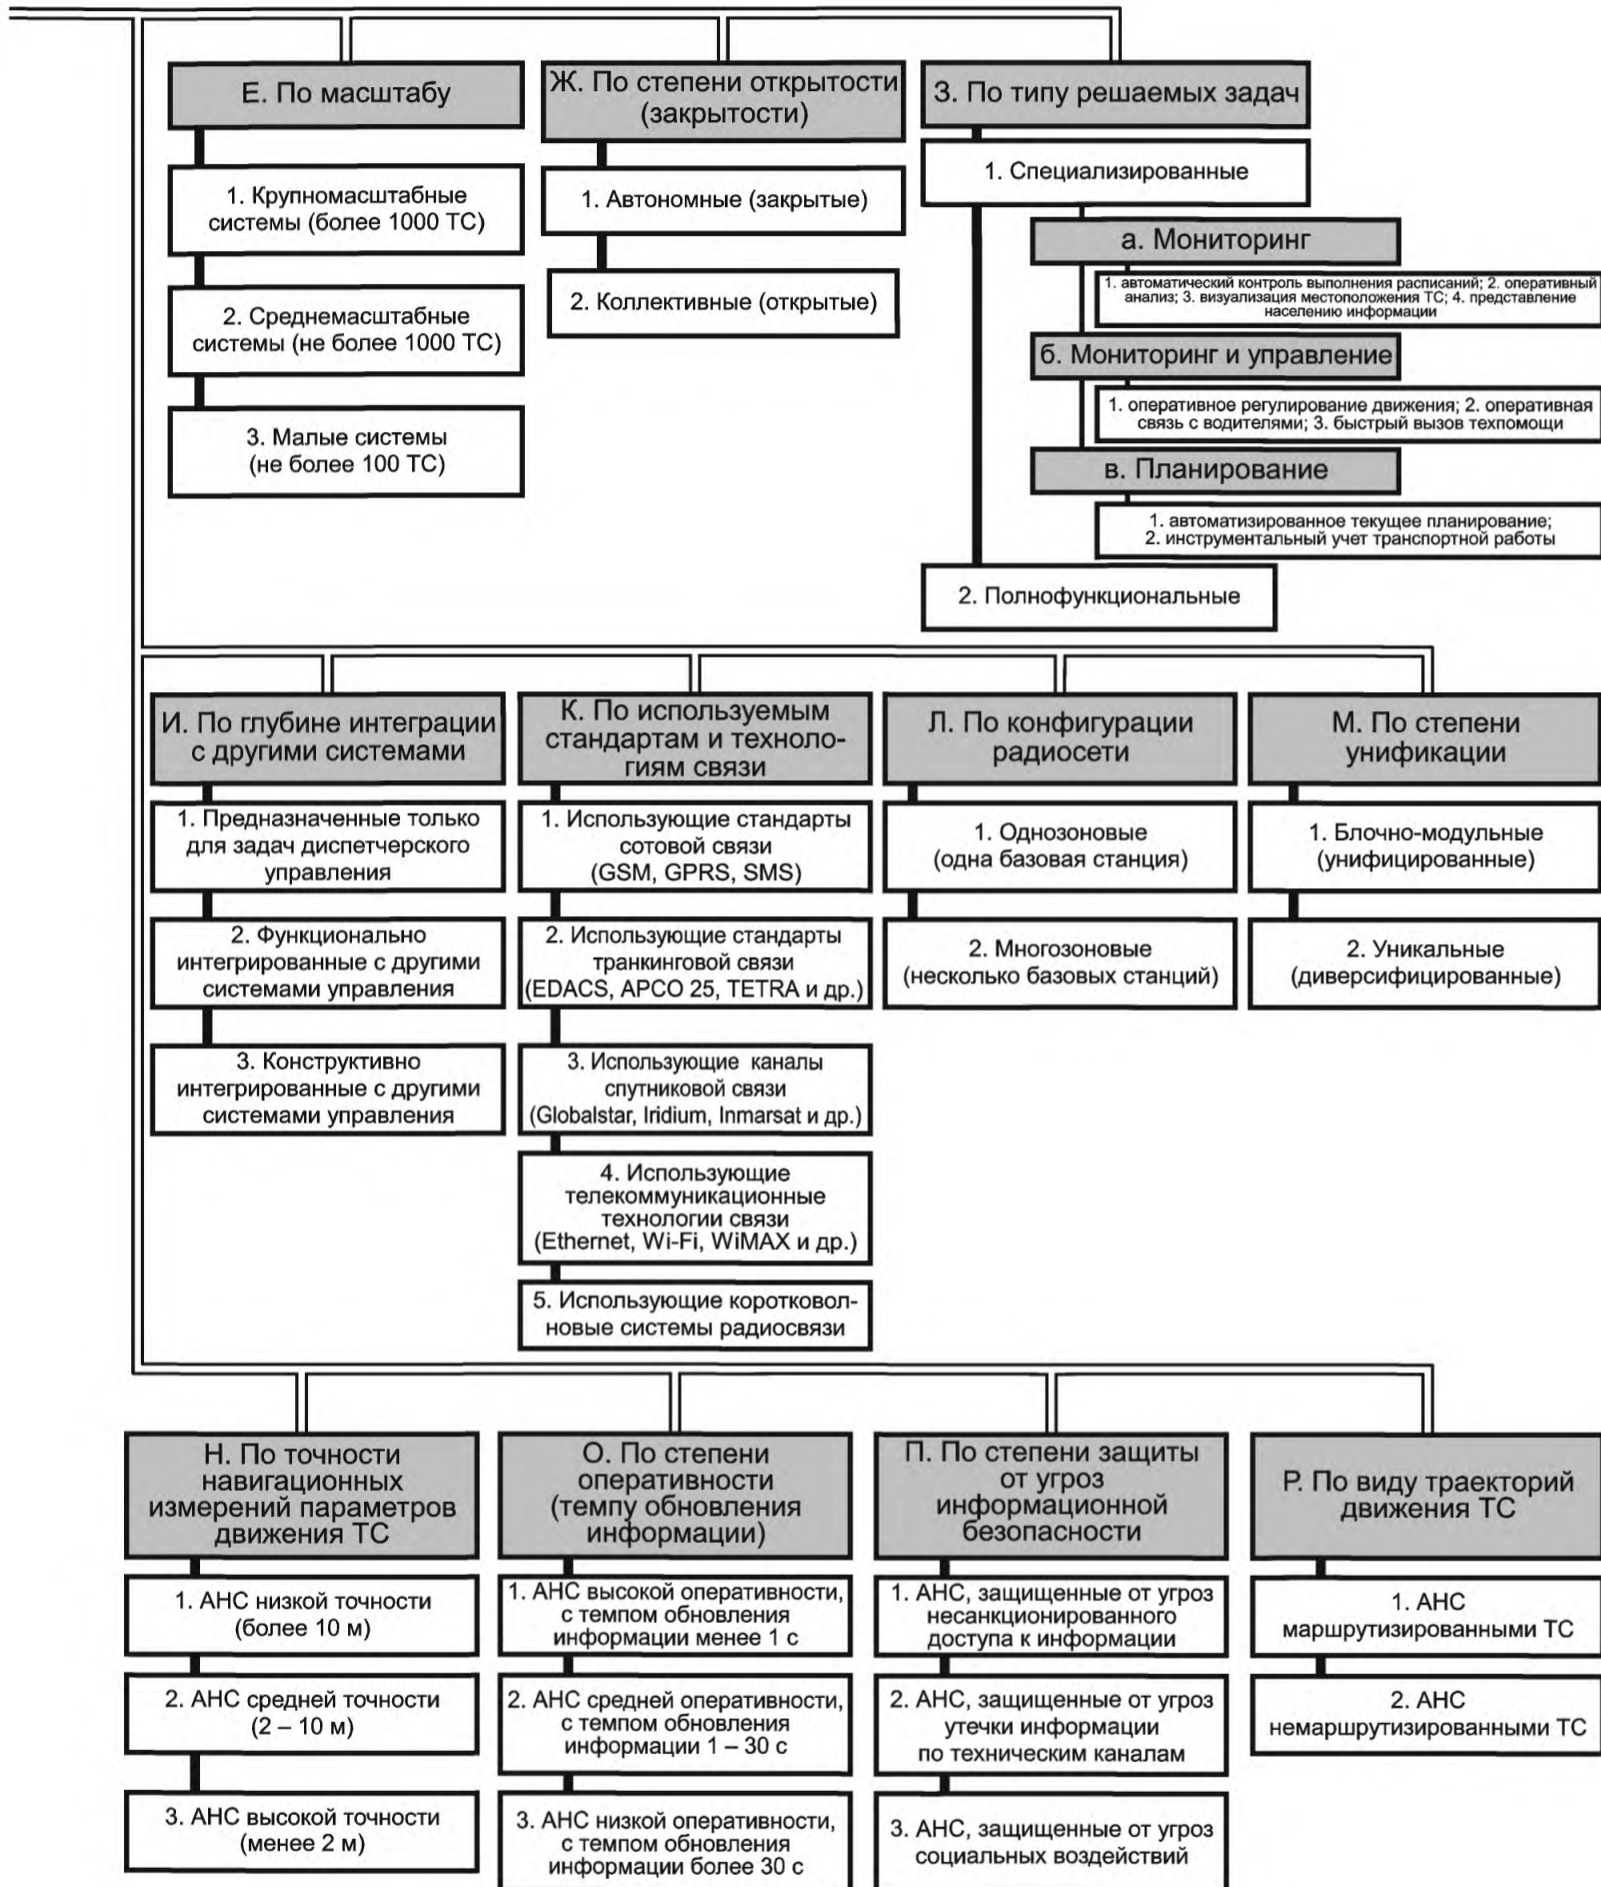 Е. По масштабу
1. Крупномасштабные
системы (более 1000 ТС)
2. Среднемасштабные
системы (не более 1000 ТС)
3. Малые системы
(не более 100 ТС)
Ж. По степени открытости
(закрытости)
1. Автономные (закрытые)
2. Коллективные (открытые)
З. По типу решаемых задач
1. Специализированные
а. Мониторинг
1. автоматический контроль выполнения расписаний; 2. оперативный
анализ; 3. визуализация местоположения ТС; 4. представление
населению информации
б. Мониторинг и управление
1. оперативное регулирование движения; 2. оперативная
связь с водителями; 3. быстрый вызов техпомощи
в. Планирование
1. автоматизированное текущее планирование;
2. инструментальный учет транспортной работы
2. Полнофункциональные
И. По глубине интеграции
с другими системами
1. Предназначенные только
для задач диспетчерского
управления
2. Функционально
интегрированные с другими
системами управления
3. Конструктивно
интегрированные с другими
системами управления
К. По используемым
стандартам и техноло-
гиям связи
1. Использующие стандарты
сотовой связи
(GSM, GPRS, SMS)
2. Использующие стандарты
транкинговой связи
(EDACS, APCO 25, TETRA и др.)
3. Использующие каналы
спутниковой связи
(Globalstar, Iridium, Inmarsat и др.)
4. Использующие
телекоммуникационные
технологии связи
(Ethernet, Wi-Fi, WiMAX и др.)
5. Использующие коротковол-
новые системы радиосвязи
Л. По конфигурации
радиосети
1. Однозоновые
(одна базовая станция)
2. Многозоновые
(несколько базовых станций)
М. По степени
унификации
1. Блочно-модульные
(унифицированные)
2. Уникальные
(диверсифицированные)
Н. По точности
навигационных
измерений параметров
движения ТС
1. АНС низкой точности
(более 10 м)
2. АНС средней точности
(2 – 10 м)
3. АНС высокой точности
(менее 2 м)
О. По степени
оперативности
(темпу обновления
информации)
1. АНС высокой оперативности,
с темпом обновления
информации менее 1 с
2. АНС средней оперативности,
с темпом обновления
информации 1 – 30 с
3. АНС низкой оперативности,
с темпом обновления
информации более 30 с
П. По степени защиты
от угроз
информационной
безопасности
1. АНС, защищенные от угроз
несанкционированного
доступа к информации
2. АНС, защищенные от угроз
утечки информации
по техническим каналам
3. АНС, защищенные от угроз
социальных воздействий
Р. По виду траекторий
движения ТС
1. АНС
маршрутизированными ТС
2. АНС
немаршрутизированными ТС